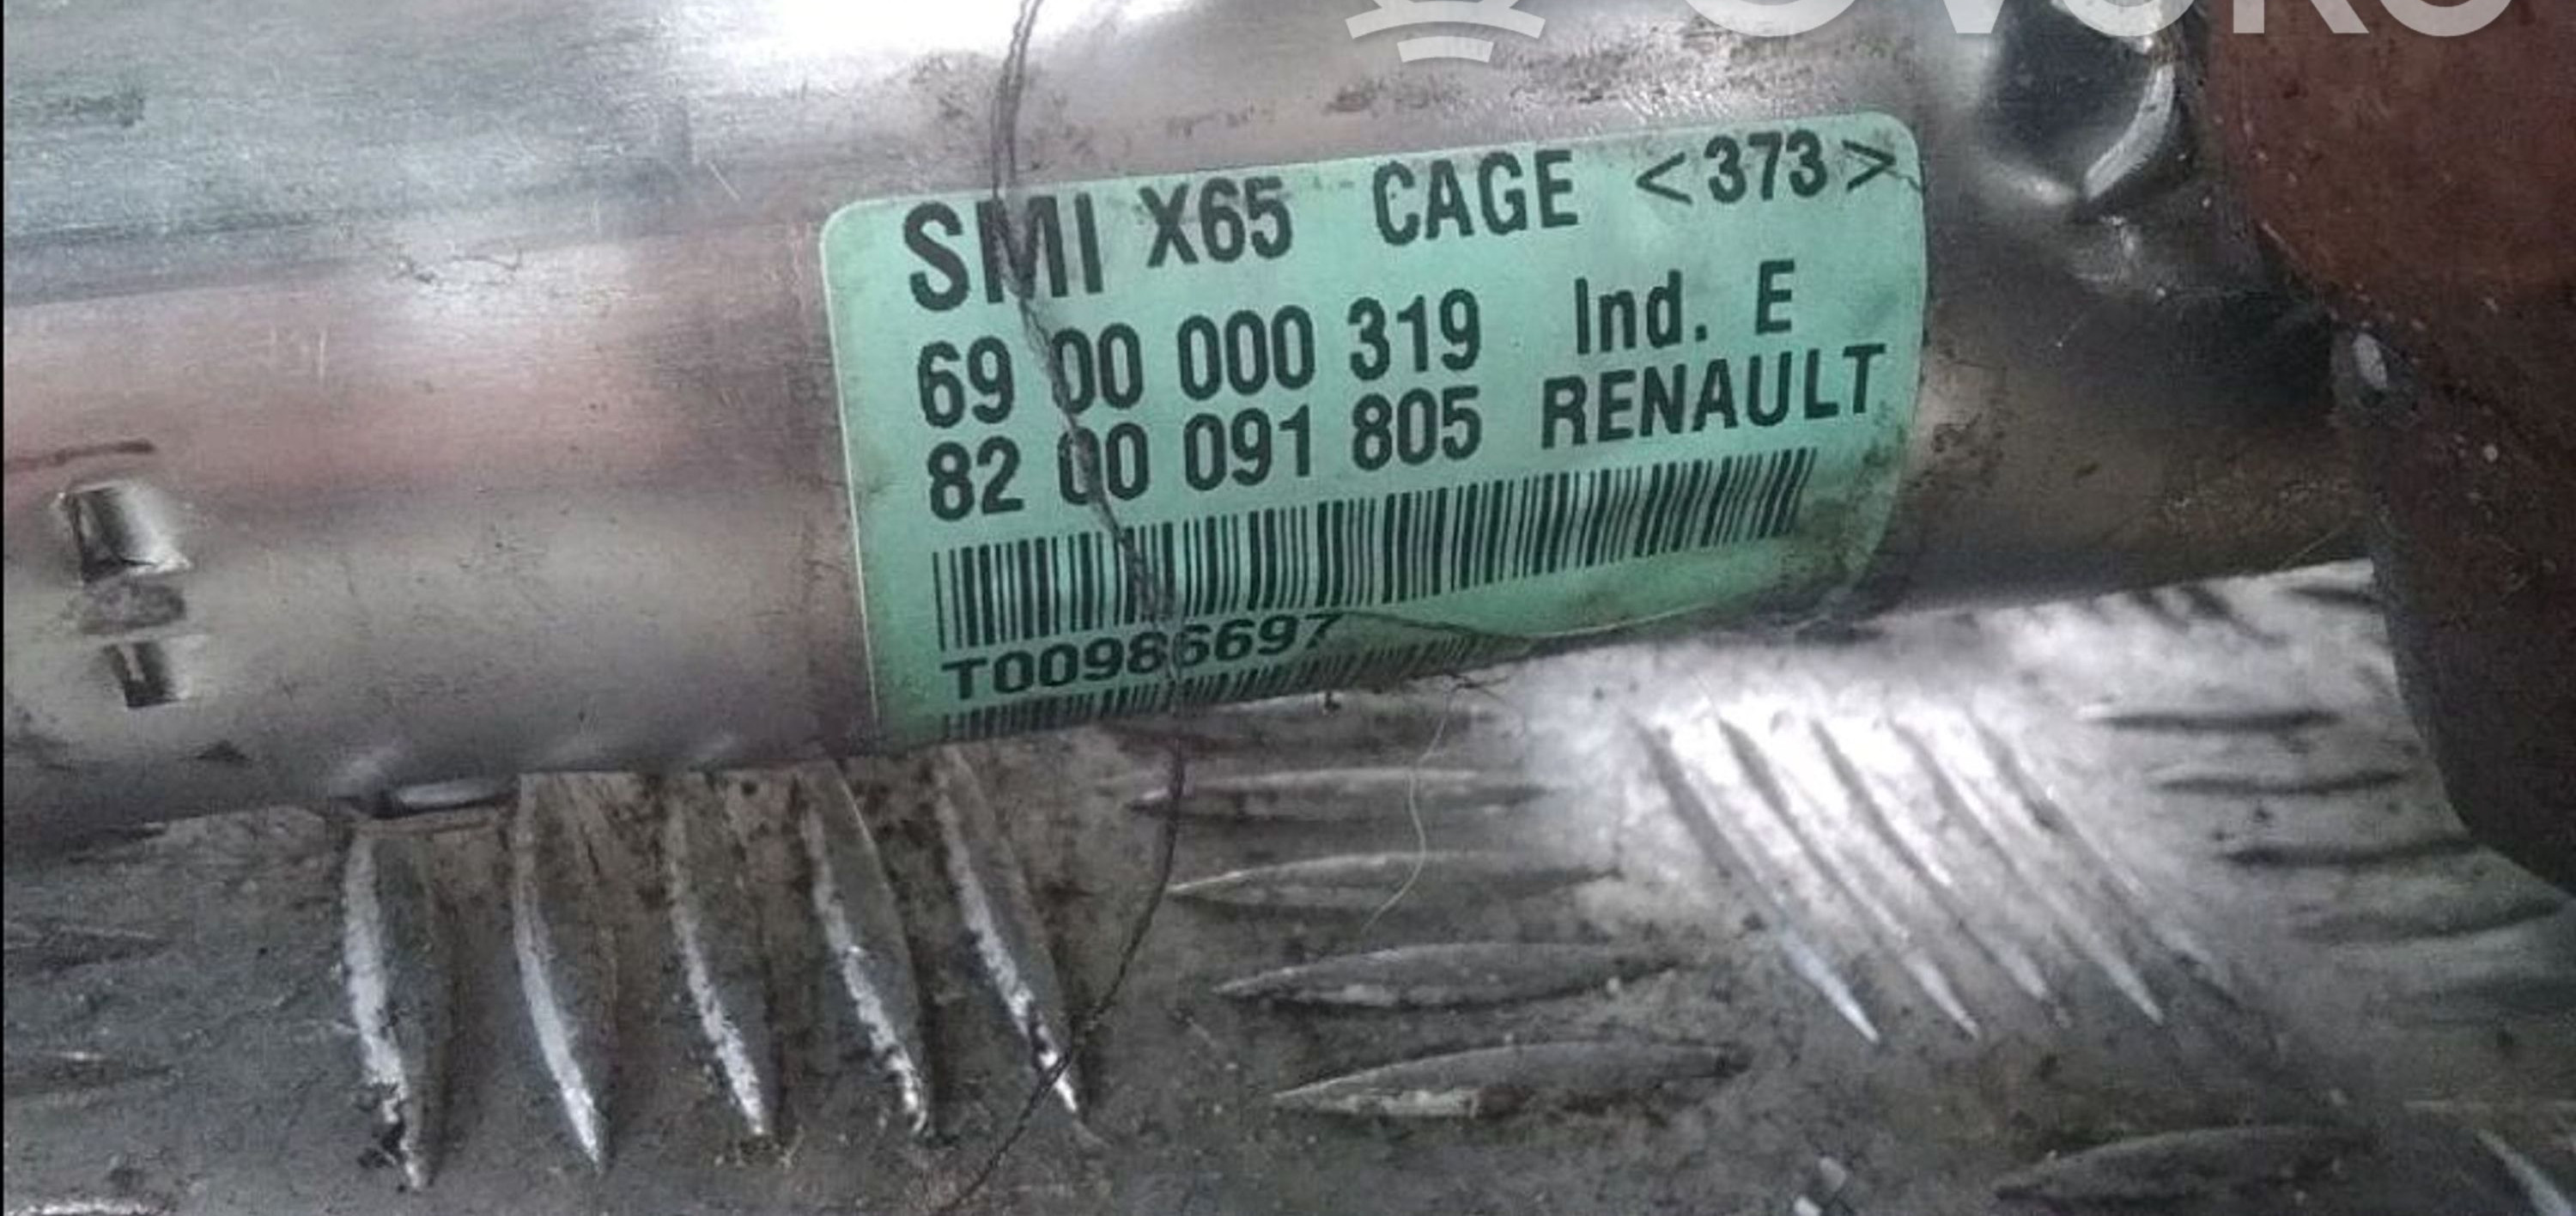 SMI X65 CAGE <373>
69 00 000 319 Ind. E
82 00 091 805 RENAULT
T00986697